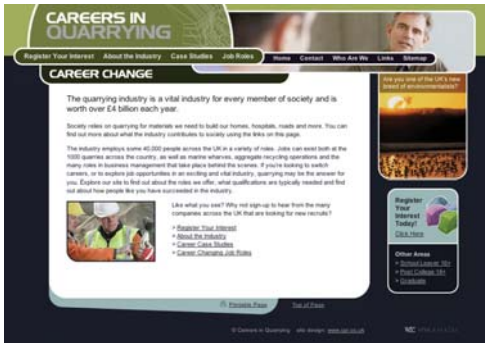 CAREERS IN
QUARRYING
Register Your Interest About the Industry Case Studies Job Roles
Home Contact Who Are We Links Sitemap
CAREER CHANGE
The quarrying industry is a vital industry for every member of society and is
worth over £4 billion each year.
Society relies on quarrying for materials we need to build our homes, hospitals, roads and more. You can
find out more about what the industry contributes to society using the links on this page.
The industry employs some 40,000 people across the UK in a variety of roles. Jobs can exist both at the
1000 quarries across the country, as well as marine wharves, aggregate recycling operations and the
many roles in business management that take place behind the scenes. If you're looking to switch
careers, or to explore job opportunities in an exciting and vital industry, quarrying may be the answer for
you. Explore our site to find out about the roles we offer, what qualifications are typically needed and find
out about how people like you have succeeded in the industry.
Like what you see? Why not sign-up to hear from the many
companies across the UK that are looking for new recruits?
> Register Your Interest
> About the Industry
> Career Case Studies
> Career Changing Job Roles
Are you one of the UK's new
breed of environmentalists?
Register
Your
Interest
Today!
Click Here
Other Areas
> School Leaver 16+
> Post College 18+
> Graduate
Printable Page
Top of Page
© Careers in Quarrying site design: